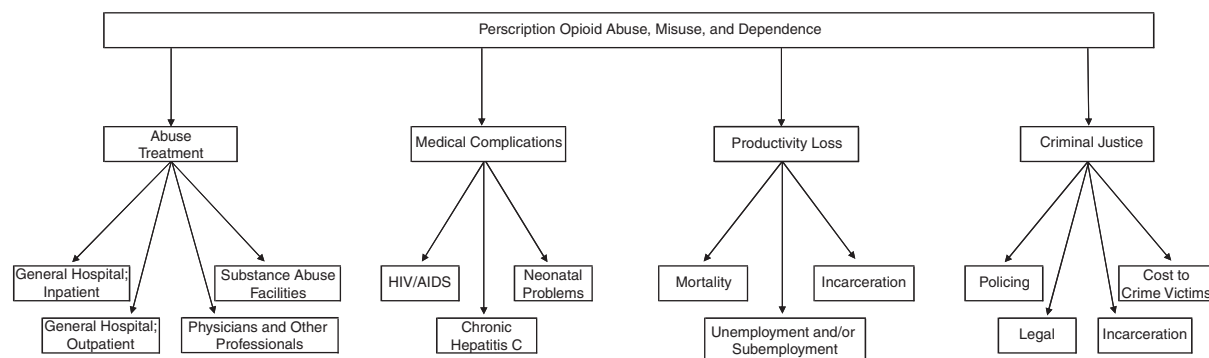 Perscription Opioid Abuse, Misuse, and Dependence
Abuse
Treatment
Medical Complications
Productivity Loss
Criminal Justice
General Hospital;
Inpatient
Substance Abuse
Facilities
General Hospital;
Outpatient
Physicians and Other
Professionals
HIV/AIDS
Neonatal
Problems
Chronic
Hepatitis C
Mortality
Incarceration
Unemployment and/or
Subemployment
Policing
Cost to
Crime Victims
Legal
Incarceration